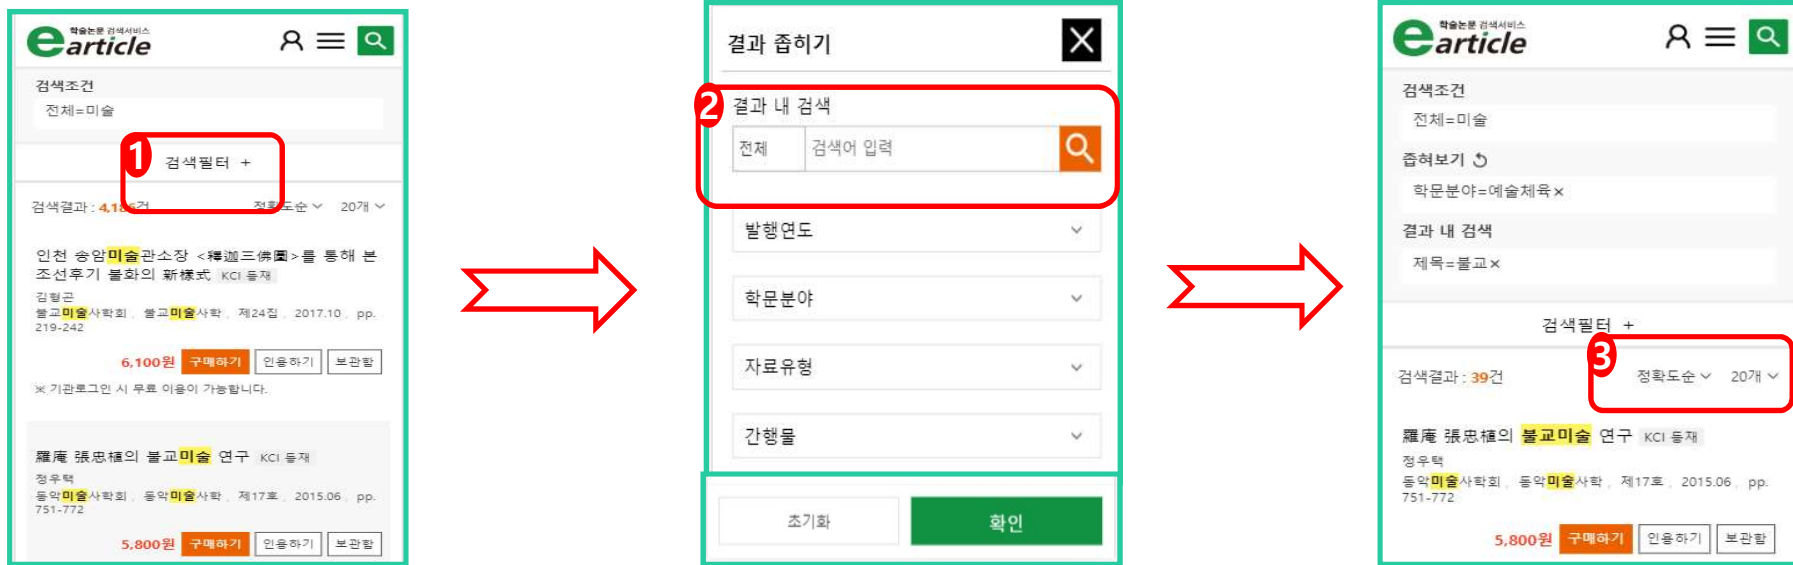 학술논문 검색서비스
earticle
검색조건
전체=미술
1
검색필터 +
검색결과 : 4,186건 정확도순 20개
인천 송암미술관소장 <釋迦三佛圖>를 통해 본
조선후기 불화의 新樣式 KCI 등재
김형곤
불교미술사학회, 불교미술사학, 제24집, 2017.10, pp.
219-242
6,100원 구매하기 인용하기 보관함
※ 기관로그인 시 무료 이용이 가능합니다.
羅庵 張忠植의 불교미술 연구 KCI 등재
정우택
동악미술사학회, 동악미술사학, 제17호, 2015.06, pp.
751-772
5,800원 구매하기 인용하기 보관함
결과 좁히기
2
결과 내 검색
전체 검색어 입력
발행연도
학문분야
자료유형
간행물
초기화 확인
학술논문 검색서비스
earticle
검색조건
전체=미술
좁혀보기
학문분야=예술체육×
결과 내 검색
제목=불교×
검색필터 +
3
검색결과 : 39건 정확도순 20개
羅庵 張忠植의 불교미술 연구 KCI 등재
정우택
동악미술사학회, 동악미술사학, 제17호, 2015.06, pp.
751-772
5,800원 구매하기 인용하기 보관함